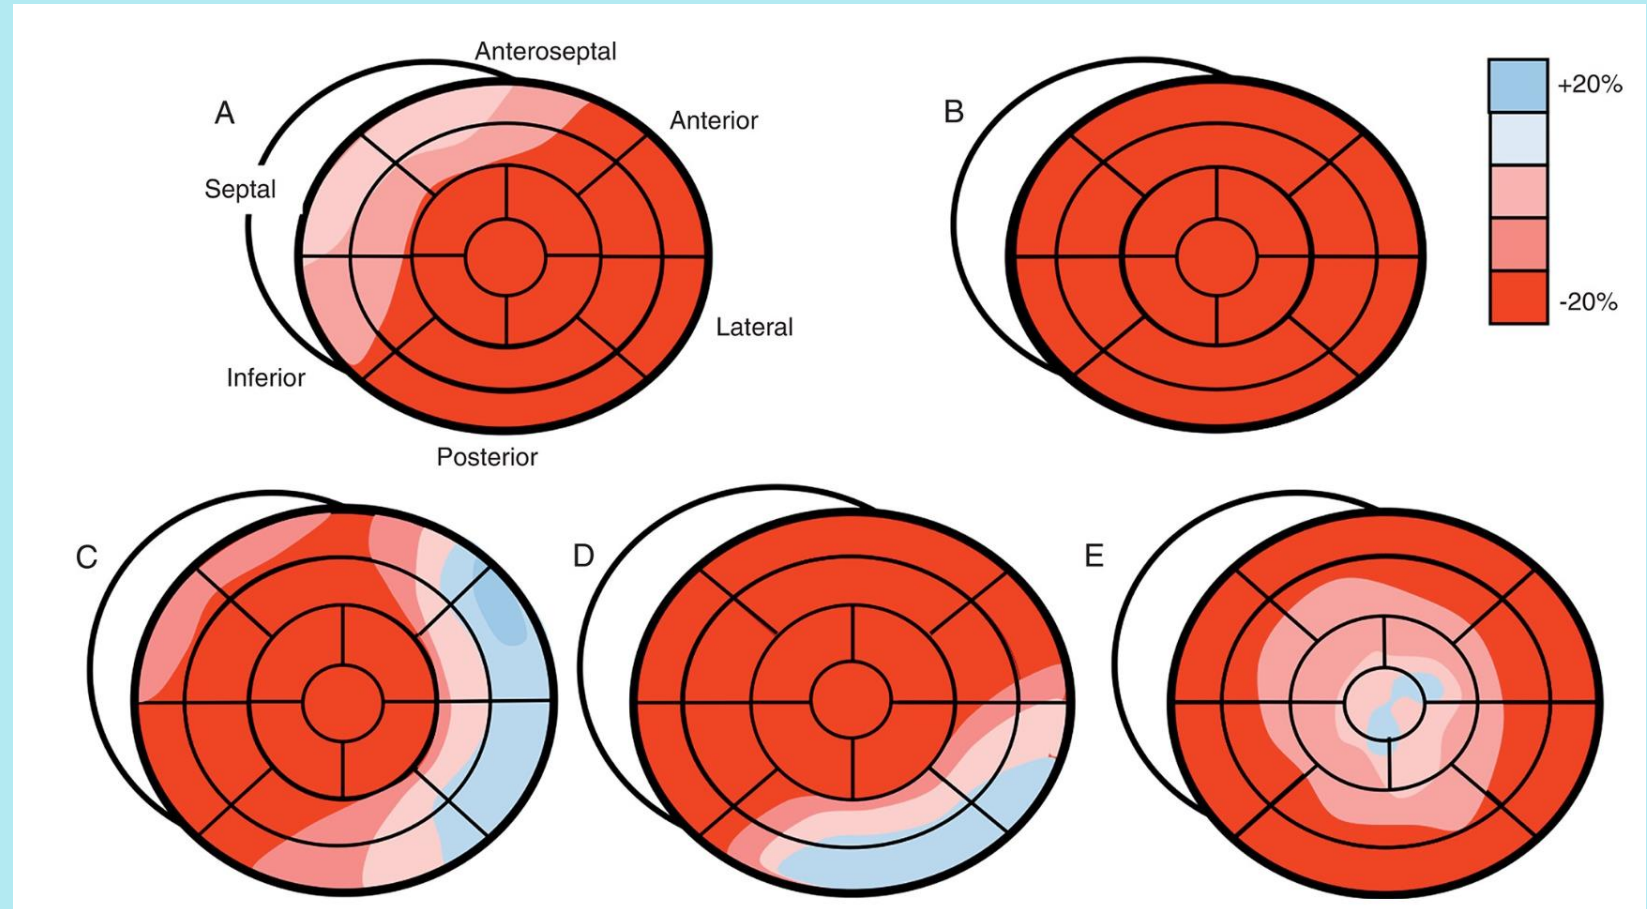 Anteroseptal
A
B
+20%
Anterior
Septal
-20%
Lateral
Inferior
Posterior
C
D
E